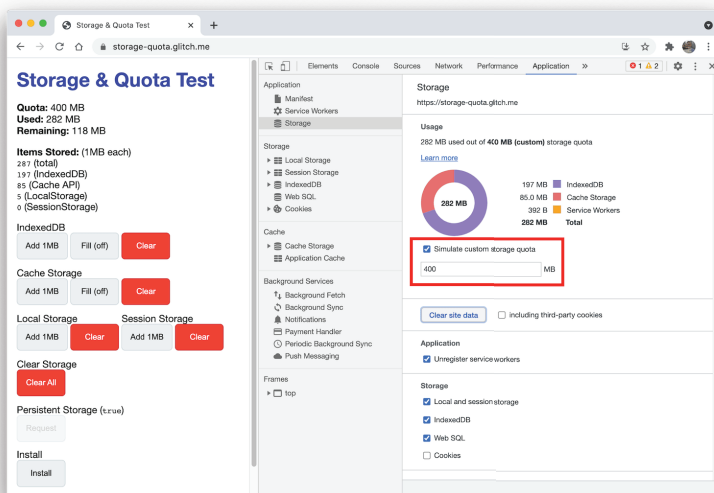 Storage & Quota Test
storage-quota.glitch.me
Storage & Quota Test
Quota: 400 MB
Used: 282 MB
Remaining: 118 MB
Items Stored: (1MB each)
287 (total)
197 (IndexedDB)
85 (Cache API)
5 (LocalStorage)
0 (SessionStorage)
IndexedDB
Add 1MB Fill (off) Clear
Cache Storage
Add 1MB Fill (off) Clear
Local Storage Session Storage
Add 1MB Clear Add 1MB Clear
Clear Storage
Clear All
Persistent Storage (true)
Request
Install
Install
Elements Console Sources Network Performance Application » 1 2
Application
Manifest
Service Workers
Storage
Storage
Local Storage
Session Storage
IndexedDB
Web SQL
Cookies
Cache
Cache Storage
Application Cache
Background Services
Background Fetch
Background Sync
Notifications
Payment Handler
Periodic Background Sync
Push Messaging
Frames
top
Storage
https://storage-quota.glitch.me
Usage
282 MB used out of 400 MB (custom) storage quota
Learn more
282 MB
197 MB IndexedDB
85.0 MB Cache Storage
392 B Service Workers
282 MB Total
Simulate custom storage quota
400 MB
Clear site data including third-party cookies
Application
Unregister service workers
Storage
Local and session storage
IndexedDB
Web SQL
Cookies